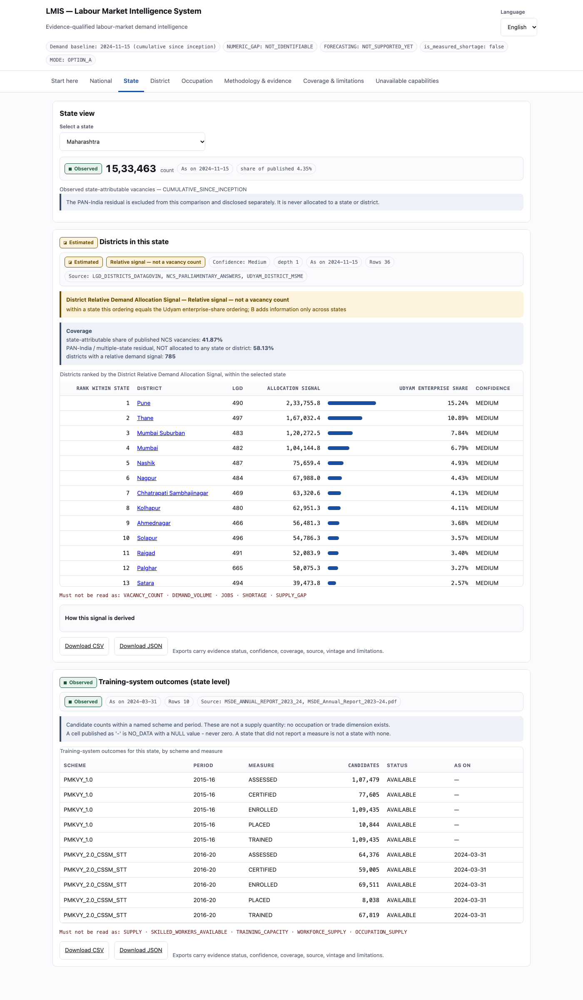 LMIS — Labour Market Intelligence System
Evidence-qualified labour-market demand intelligence
Language
English
Demand baseline: 2024-11-15 (cumulative since inception)
NUMERIC_GAP: NOT_IDENTIFIABLE
FORECASTING: NOT_SUPPORTED_YET
is_measured_shortage: false
MODE: OPTION_A
Start here National State District Occupation Methodology & evidence Coverage & limitations Unavailable capabilities
State view
Select a state
Maharashtra
Observed 15,33,463 count As on 2024-11-15 share of published 4.35%
Observed state-attributable vacancies — CUMULATIVE_SINCE_INCEPTION
The PAN-India residual is excluded from this comparison and disclosed separately. It is never allocated to a state or district.
Estimated Districts in this state
Estimated Relative signal — not a vacancy count Confidence: Medium depth 1 As on 2024-11-15 Rows 36
Source: LGD_DISTRICTS_DATAGOVIN, NCS_PARLIAMENTARY_ANSWERS, UDYAM_DISTRICT_MSME
District Relative Demand Allocation Signal — Relative signal — not a vacancy count
within a state this ordering equals the Udyam enterprise-share ordering; B adds information only across states
Coverage
state-attributable share of published NCS vacancies: 41.87%
PAN-India / multiple-state residual, NOT allocated to any state or district: 58.13%
districts with a relative demand signal: 785
Districts ranked by the District Relative Demand Allocation Signal, within the selected state
RANK WITHIN STATE DISTRICT LGD ALLOCATION SIGNAL UDYAM ENTERPRISE SHARE CONFIDENCE
1 Pune 490 2,33,755.8 15.24% MEDIUM
2 Thane 497 1,67,032.4 10.89% MEDIUM
3 Mumbai Suburban 483 1,20,272.5 7.84% MEDIUM
4 Mumbai 482 1,04,144.8 6.79% MEDIUM
5 Nashik 487 75,659.4 4.93% MEDIUM
6 Nagpur 484 67,988.0 4.43% MEDIUM
7 Chhatrapati Sambhajinagar 469 63,320.6 4.13% MEDIUM
8 Kolhapur 480 62,951.3 4.11% MEDIUM
9 Ahmednagar 466 56,481.3 3.68% MEDIUM
10 Solapur 496 54,786.3 3.57% MEDIUM
11 Raigad 491 52,083.9 3.40% MEDIUM
12 Palghar 665 50,075.3 3.27% MEDIUM
13 Satara 494 39,473.8 2.57% MEDIUM
Must not be read as: VACANCY_COUNT · DEMAND_VOLUME · JOBS · SHORTAGE · SUPPLY_GAP
How this signal is derived
Download CSV Download JSON Exports carry evidence status, confidence, coverage, source, vintage and limitations.
Observed Training-system outcomes (state level)
Observed As on 2024-03-31 Rows 10 Source: MSDE_ANNUAL_REPORT_2023_24, MSDE_Annual_Report_2023-24.pdf
Candidate counts within a named scheme and period. These are not a supply quantity: no occupation or trade dimension exists.
A cell published as '-' is NO_DATA with a NULL value - never zero. A state that did not report a measure is not a state with none.
Training-system outcomes for this state, by scheme and measure
SCHEME PERIOD MEASURE CANDIDATES STATUS AS ON
PMKVY_1.0 2015-16 ASSESSED 1,07,479 AVAILABLE —
PMKVY_1.0 2015-16 CERTIFIED 77,605 AVAILABLE —
PMKVY_1.0 2015-16 ENROLLED 1,09,435 AVAILABLE —
PMKVY_1.0 2015-16 PLACED 10,844 AVAILABLE —
PMKVY_1.0 2015-16 TRAINED 1,09,435 AVAILABLE —
PMKVY_2.0_CSSM_STT 2016-20 ASSESSED 64,376 AVAILABLE 2024-03-31
PMKVY_2.0_CSSM_STT 2016-20 CERTIFIED 59,005 AVAILABLE 2024-03-31
PMKVY_2.0_CSSM_STT 2016-20 ENROLLED 69,511 AVAILABLE 2024-03-31
PMKVY_2.0_CSSM_STT 2016-20 PLACED 8,038 AVAILABLE 2024-03-31
PMKVY_2.0_CSSM_STT 2016-20 TRAINED 67,819 AVAILABLE 2024-03-31
Must not be read as: SUPPLY · SKILLED_WORKERS_AVAILABLE · TRAINING_CAPACITY · WORKFORCE_SUPPLY · OCCUPATION_SUPPLY
Download CSV Download JSON Exports carry evidence status, confidence, coverage, source, vintage and limitations.